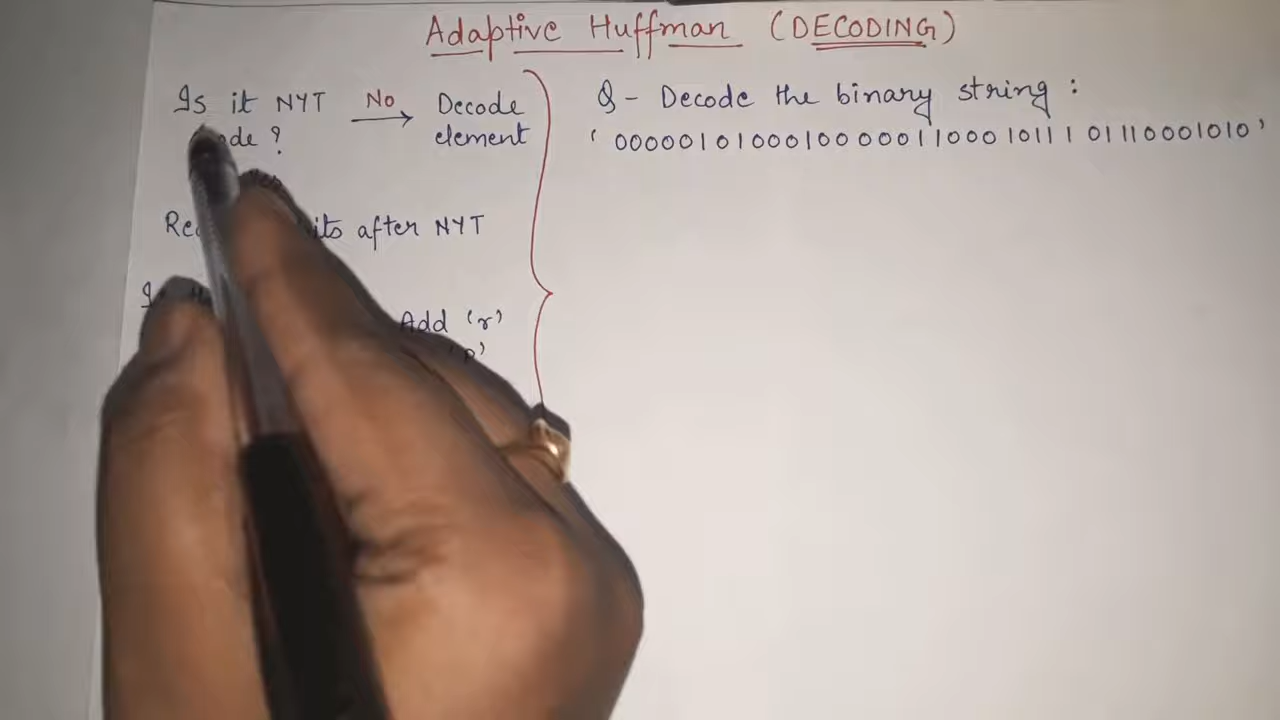 Adaptive Huffman (DECODING)
Is it NYT No Decode
element
?
Q - Decode the binary string :
' 00000101000100000110001011101110001010 '
after NYT
Add 'r'